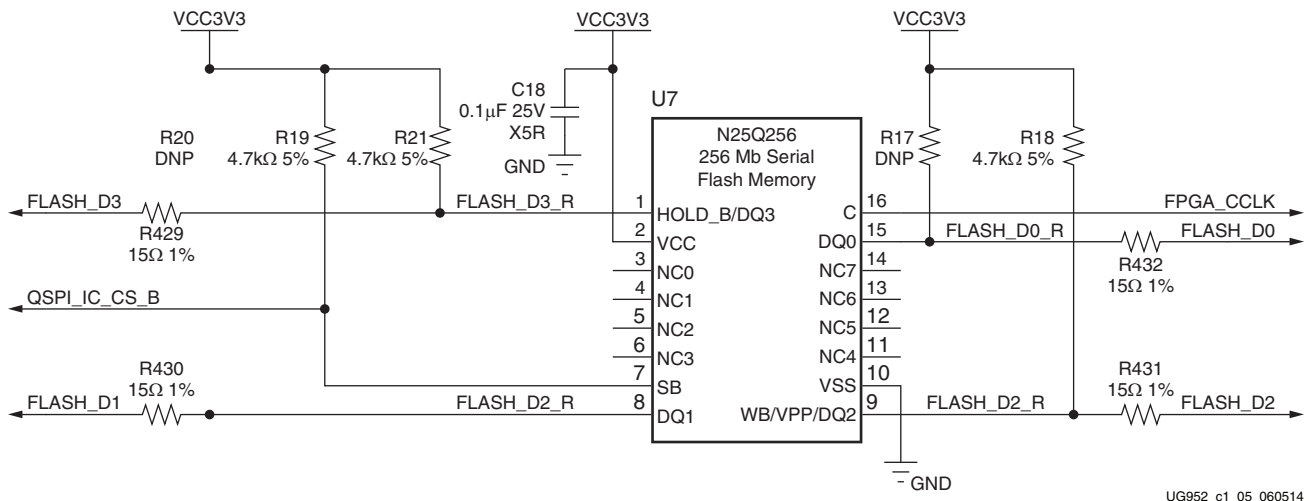 VCC3V3
VCC3V3
VCC3V3
C18
0.1μF 25V
X5R
GND
U7
N25Q256
256 Mb Serial
Flash Memory
R20
DNP
R19
4.7kΩ 5%
R21
4.7kΩ 5%
R17
DNP
R18
4.7kΩ 5%
FLASH_D3
R429
15Ω 1%
FLASH_D3_R
1
HOLD_B/DQ3
C
16
FPGA_CCLK
2
VCC
DQ0
15
FLASH_D0_R
FLASH_D0
R432
15Ω 1%
3
NC0
NC7
14
QSPI_IC_CS_B
4
NC1
NC6
13
5
NC2
NC5
12
6
NC3
NC4
11
7
SB
VSS
10
R430
15Ω 1%
FLASH_D1
FLASH_D2_R
8
DQ1
WB/VPP/DQ2
9
FLASH_D2_R
R431
15Ω 1%
FLASH_D2
GND
UG952_c1_05_060514